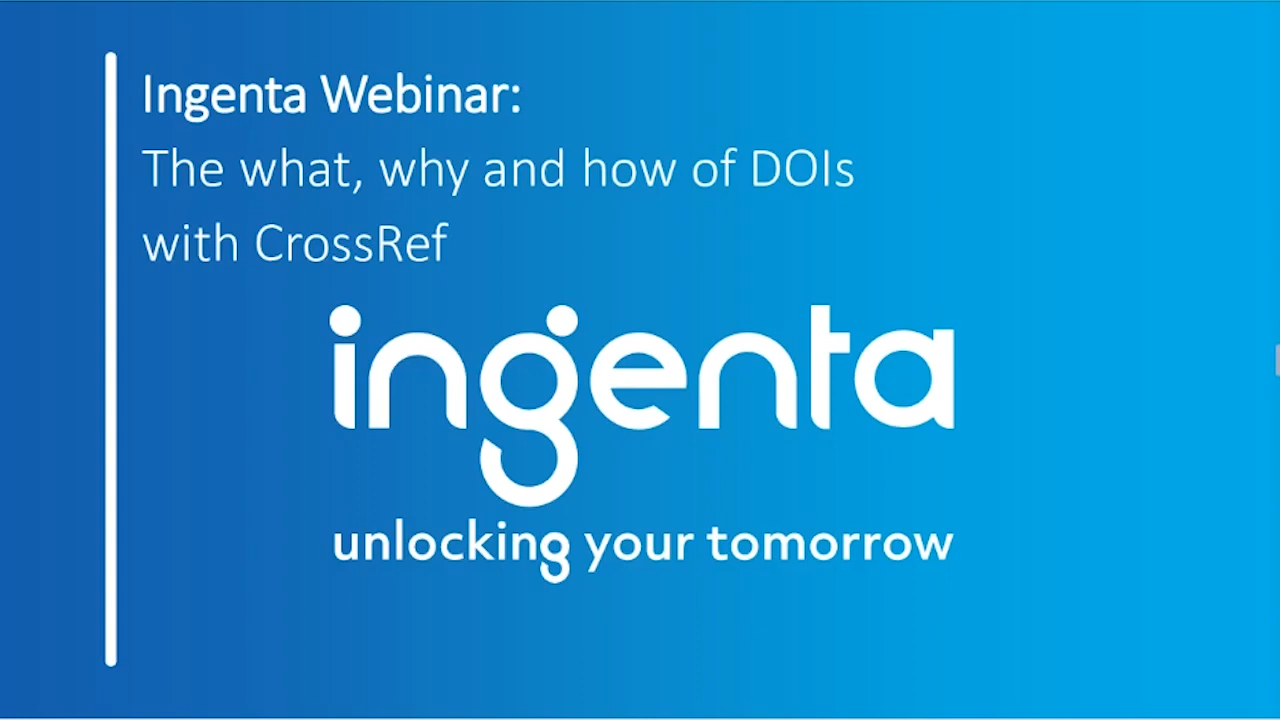 Ingenta Webinar:
The what, why and how of DOIs
with CrossRef
ingenta
unlocking your tomorrow